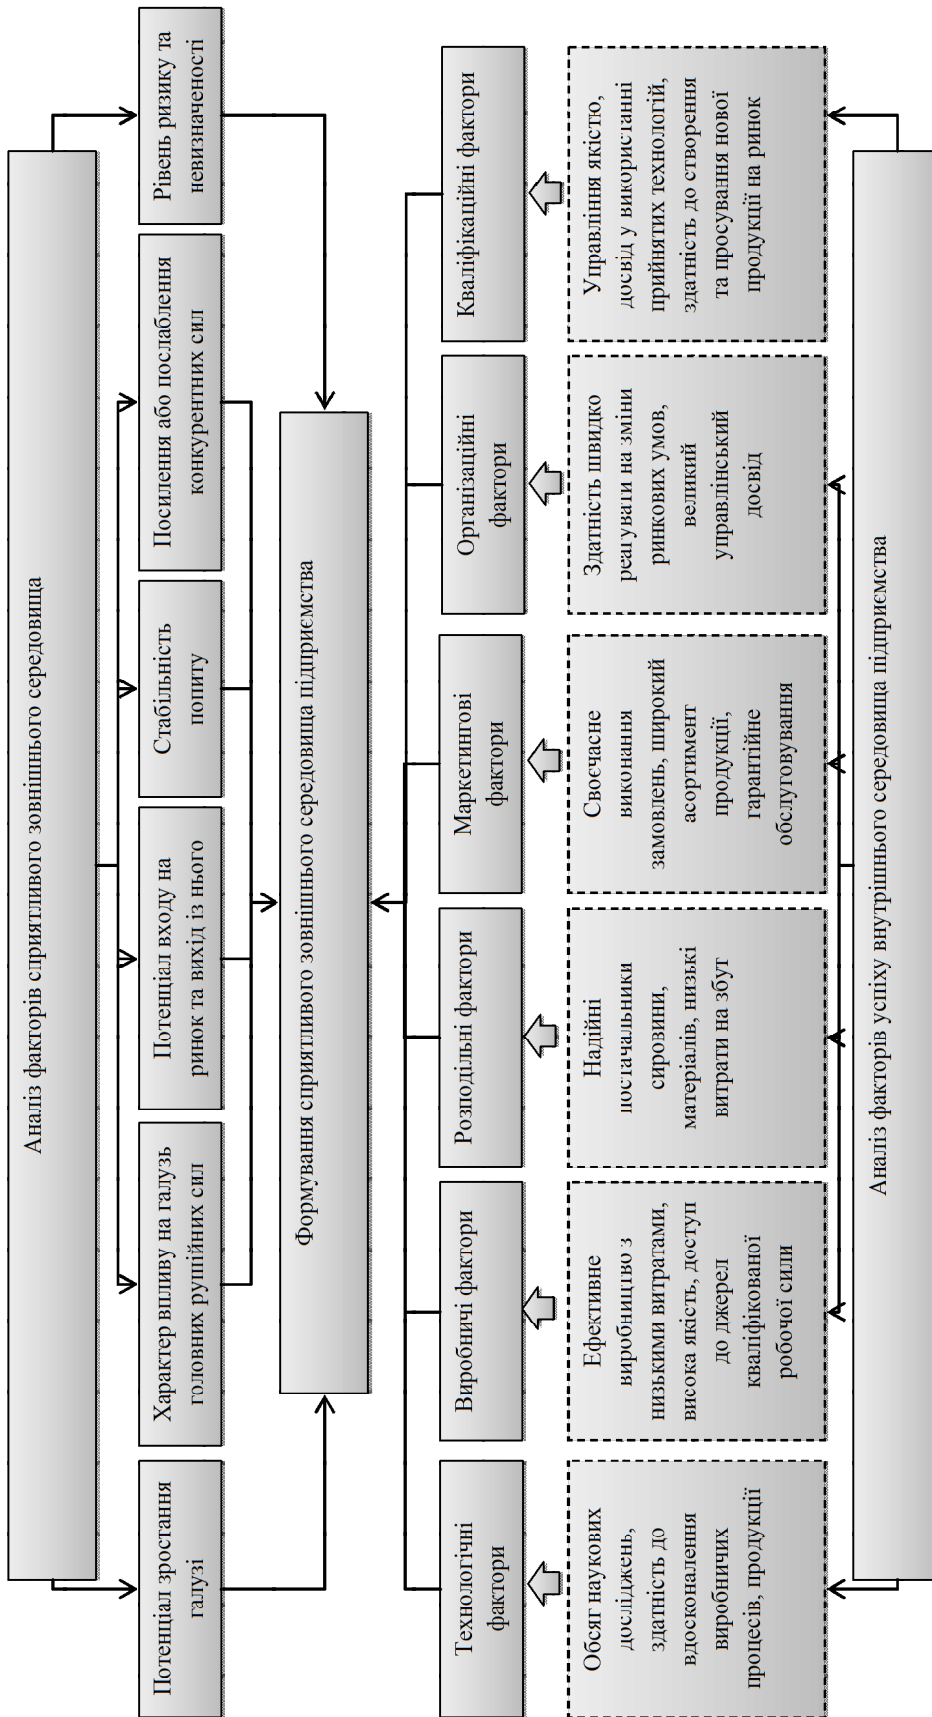 Аналіз факторів сприятливого зовнішнього середовища
Потенціал зростання
галузі
Характер впливу на галузь
головних рушійних сил
Потенціал входу на
ринок та вихід із нього
Стабільність
попиту
Посилення або послаблення
конкурентних сил
Рівень ризику та
невизначеності
Формування сприятливого зовнішнього середовища підприємства
Технологічні
фактори
Виробничі фактори
Розподільні фактори
Маркетингові
фактори
Організаційні
фактори
Кваліфікаційні фактори
Обсяг наукових
досліджень,
здатність до
вдосконалення
виробничих
процесів, продукції
Ефективне
виробництво з
низькими витратами,
висока якість, доступ
до джерел
кваліфікованої
робочої сили
Надійні
постачальники
сировини,
матеріалів, низькі
витрати на збут
Своєчасне
виконання
замовлень, широкий
асортимент
продукції,
гарантійне
обслуговування
Здатність швидко
реагувати на зміни
ринкових умов,
великий
управлінський
досвід
Управління якістю,
досвід у використанні
прийнятих технологій,
здатність до створення
та просування нової
продукції на ринок
Аналіз факторів успіху внутрішнього середовища підприємства